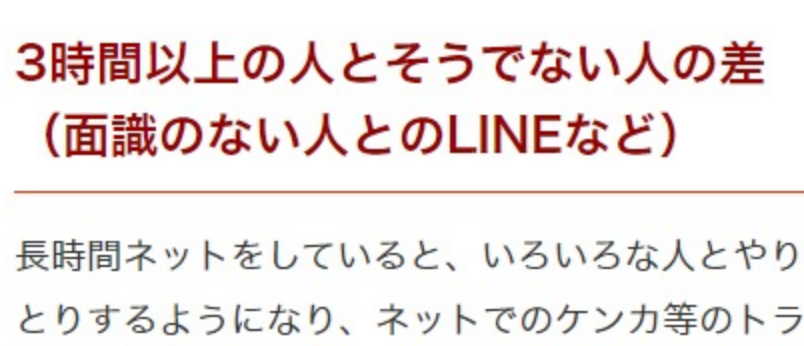 3時間以上の人とそうでない人の差
（面識のない人とのLINEなど）
長時間ネットをしていると、いろいろな人とやり
とりするようになり、ネットでのケンカ等のトラ